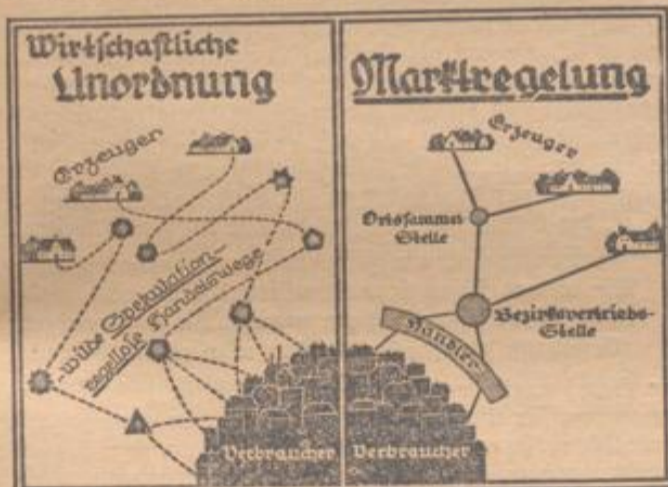 Wirtschaftliche
Unordnung
Erzeuger
wilde Spekulation-
regellose Handelswege
Verbraucher
Marktregelung
Erzeuger
Ortssammel
Stelle
Bezirksvertriebs-
Stelle
Händler
Verbraucher